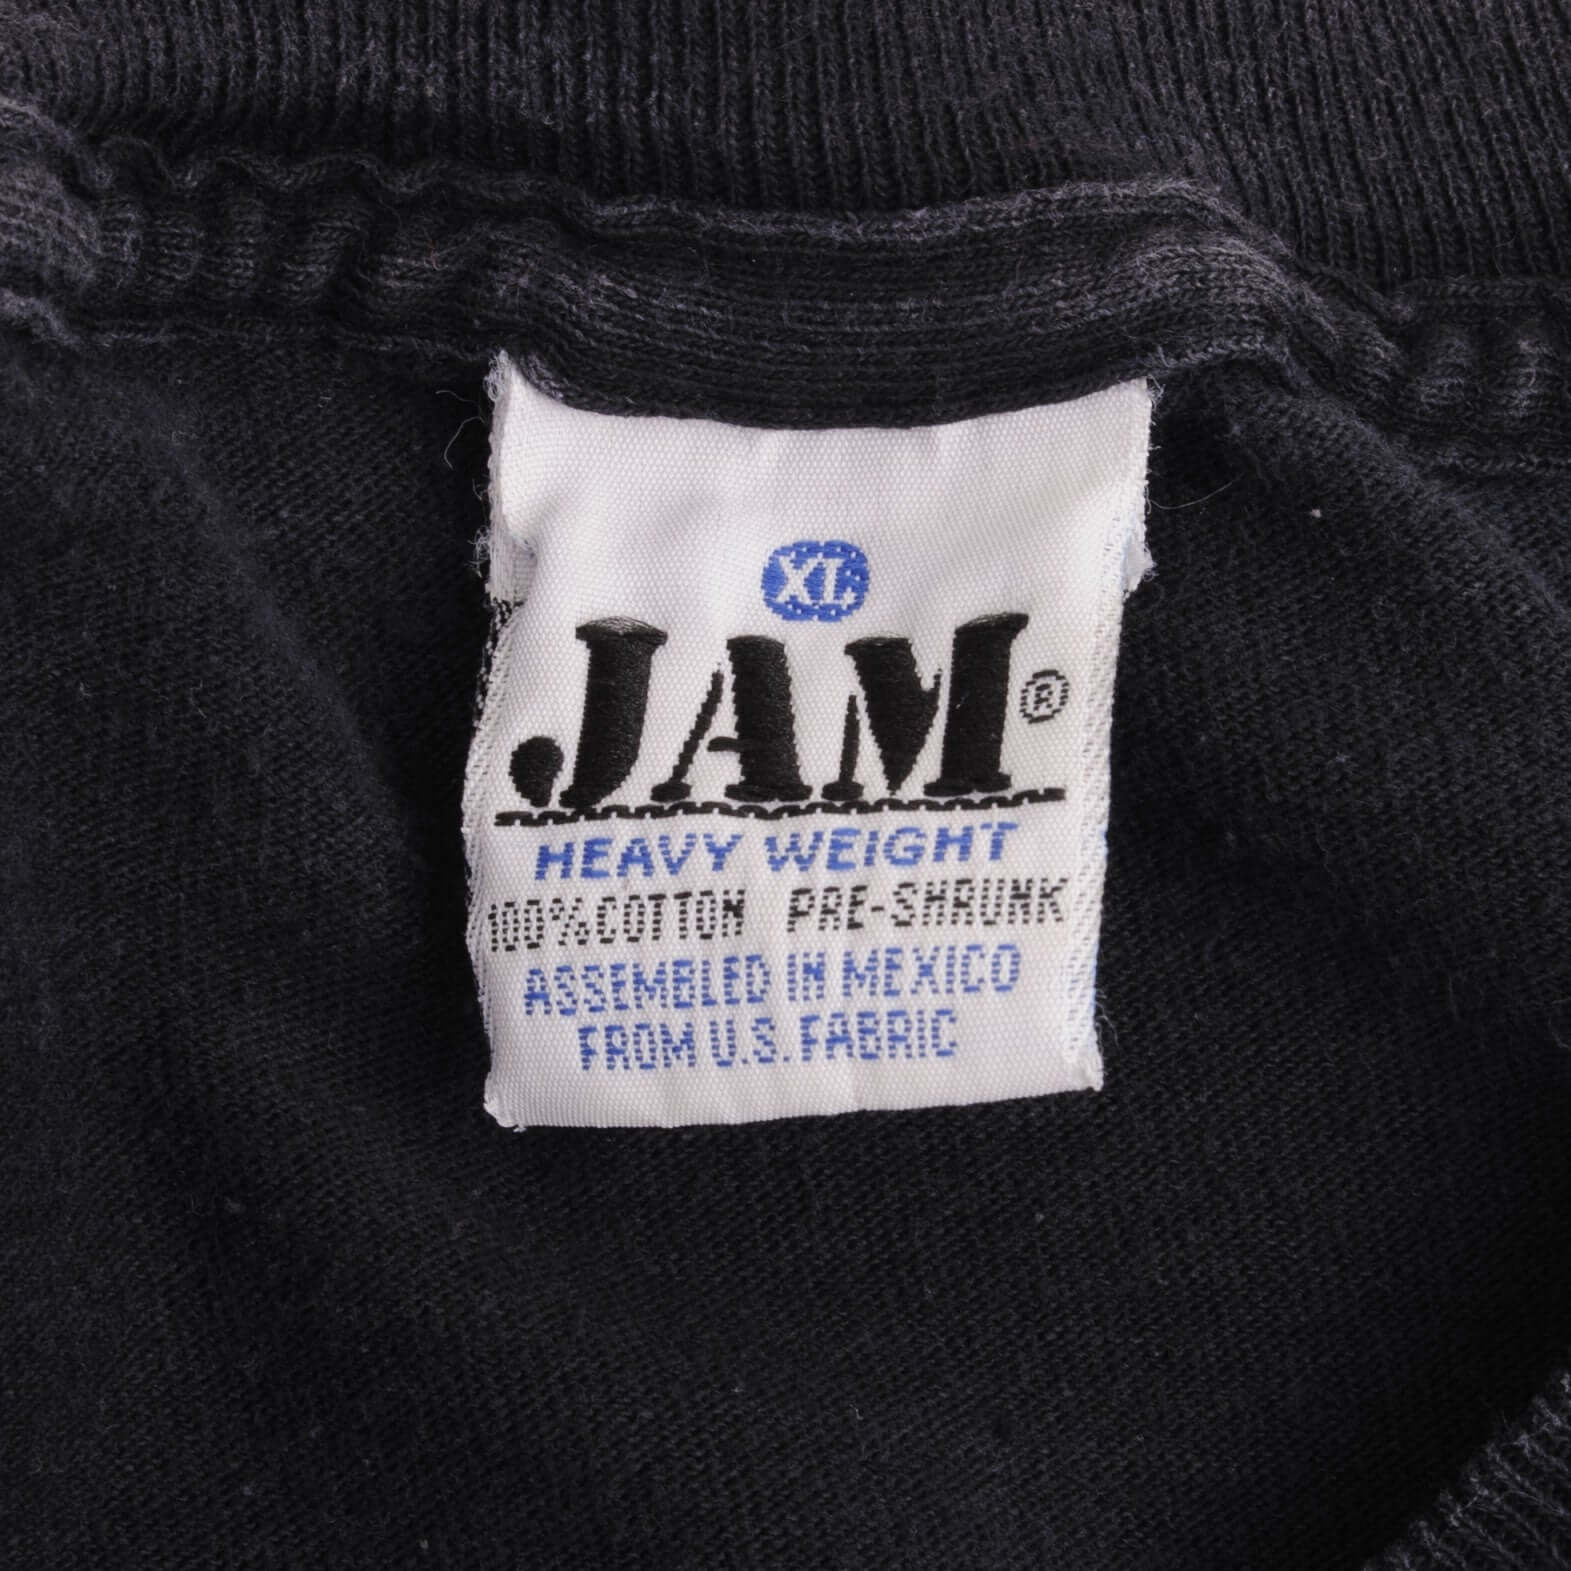 XL
JAM®
HEAVY WEIGHT
100% COTTON PRE-SHRUNK
ASSEMBLED IN MEXICO
FROM U.S. FABRIC